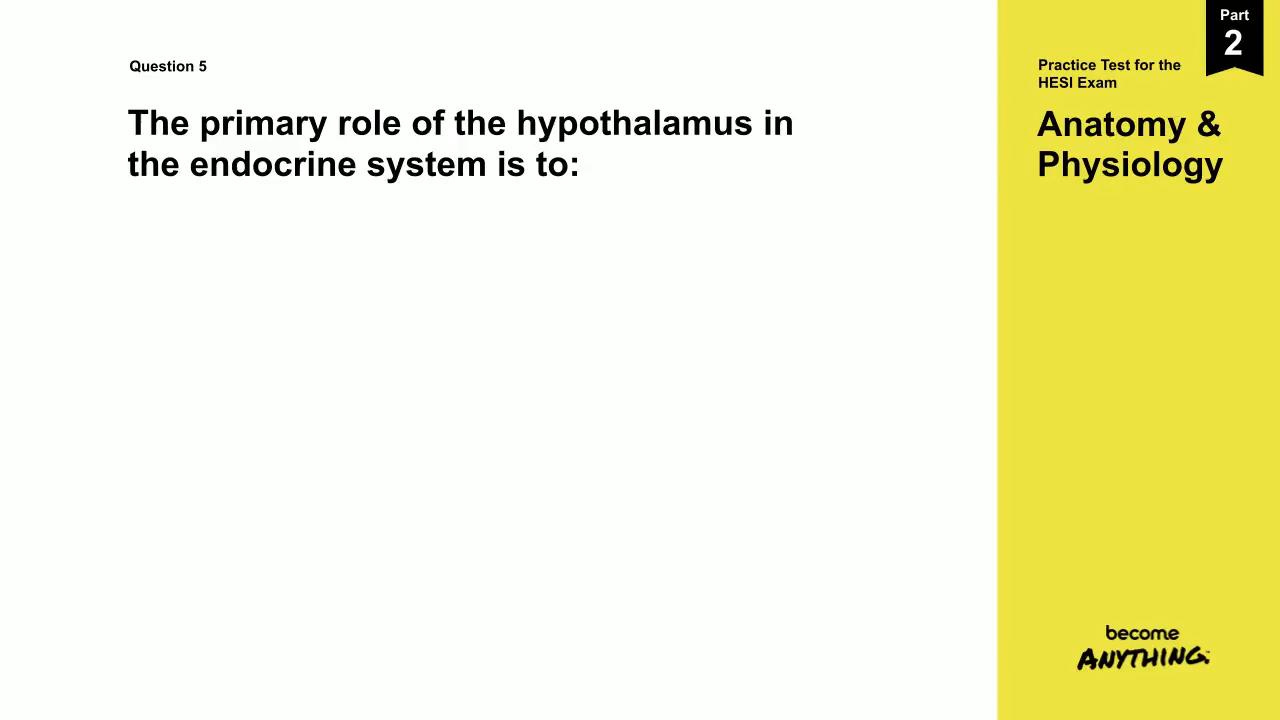 Question 5
The primary role of the hypothalamus in
the endocrine system is to:
Part
2
Practice Test for the
HESI Exam
Anatomy &
Physiology
become
ANYTHING.